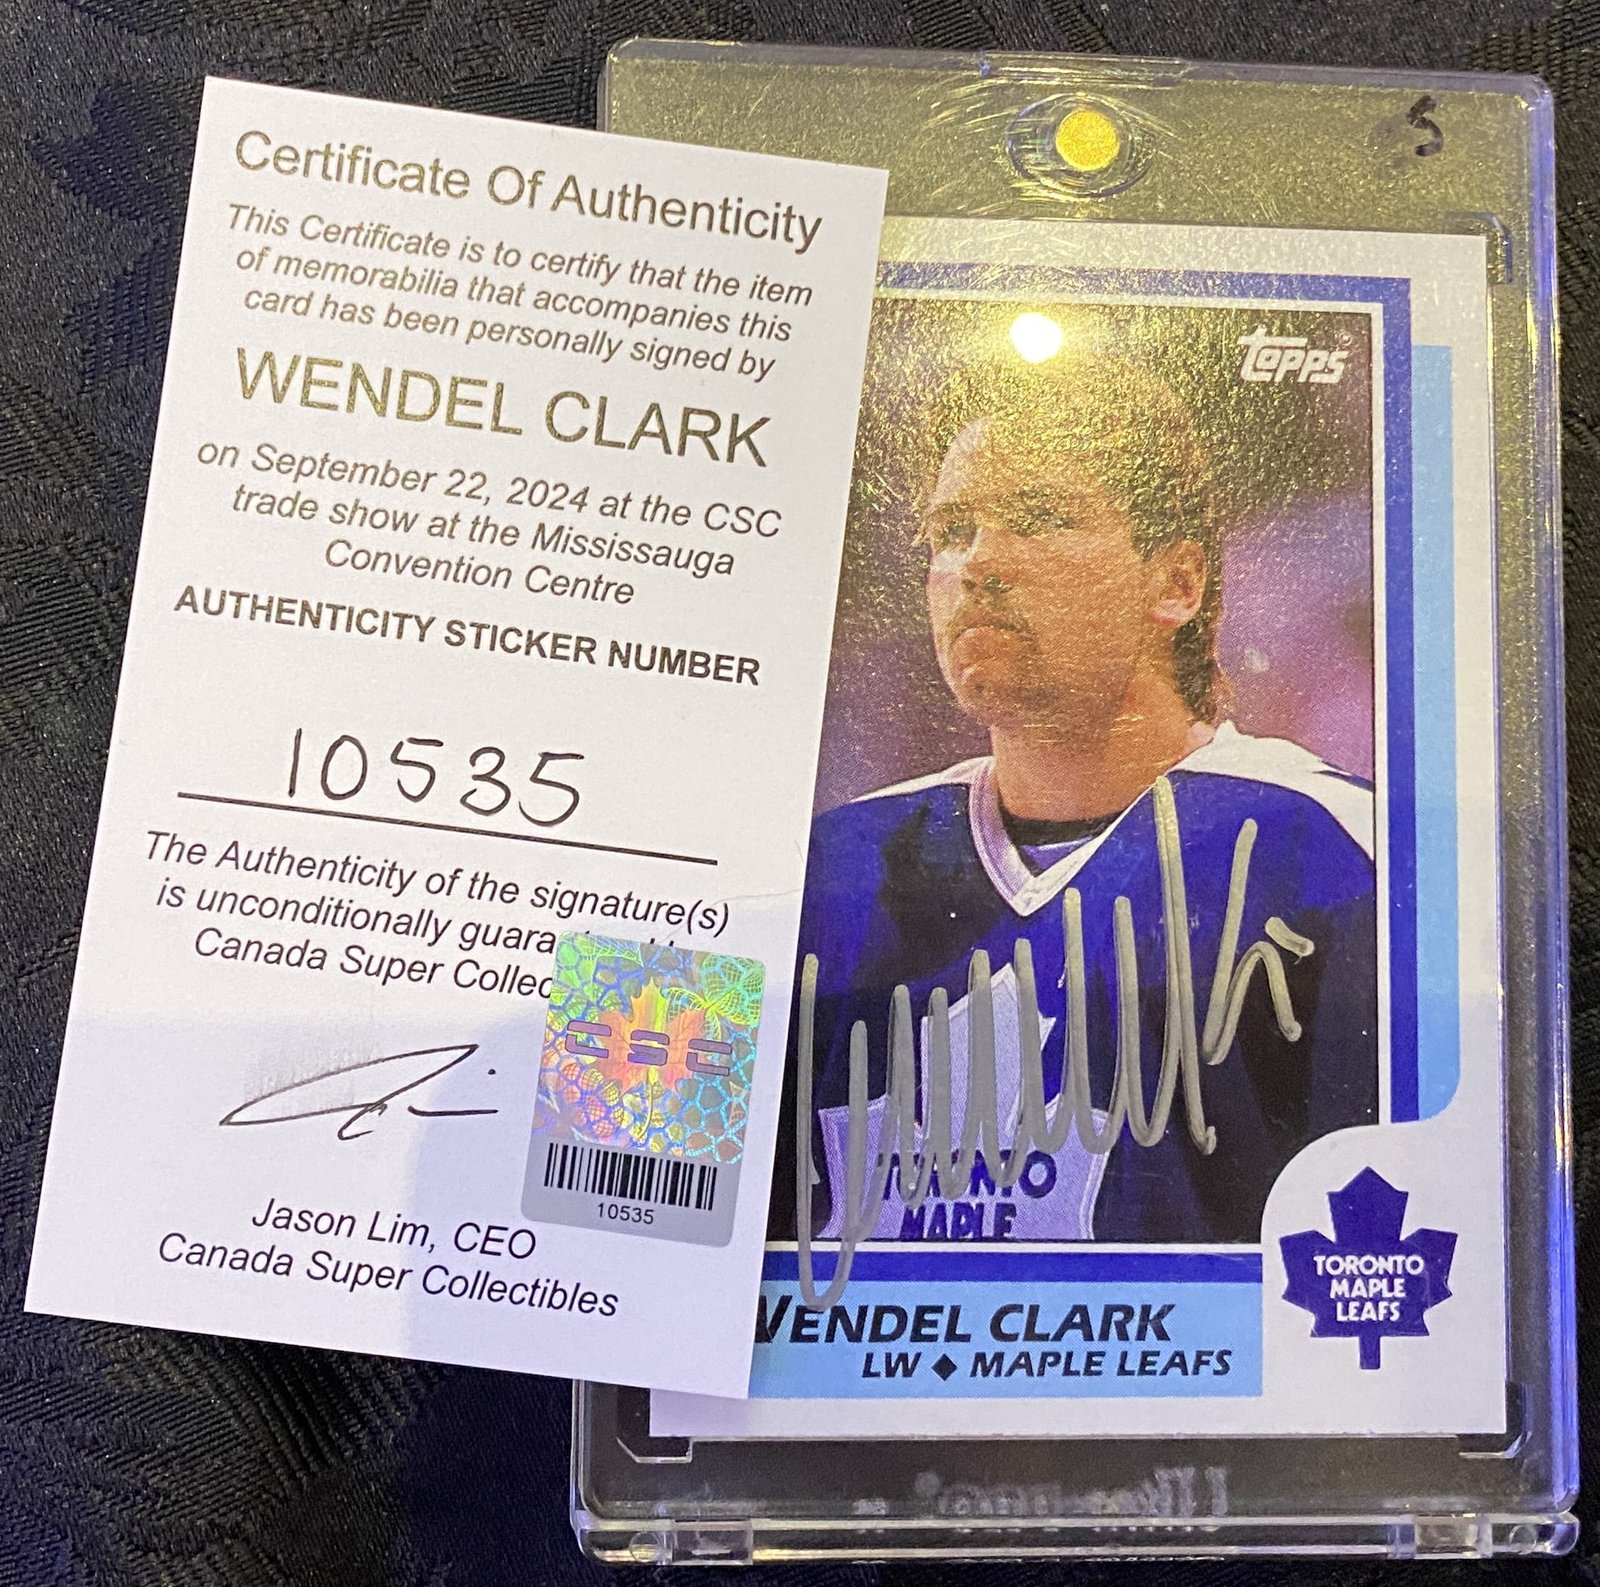 Certificate Of Authenticity
This Certificate is to certify that the item
of memorabilia that accompanies this
card has been personally signed by
WENDEL CLARK
on September 22, 2024 at the CSC
trade show at the Mississauga
Convention Centre
AUTHENTICITY STICKER NUMBER
10535
The Authenticity of the signature(s)
is unconditionally
Canada Super
CSC
10535
Jason Lim, CEO
Canada Super Collectibles
5
Topps
TORONTO
MAPLE
WENDEL CLARK
LW ◆ MAPLE LEAFS
TORONTO
MAPLE
LEAFS